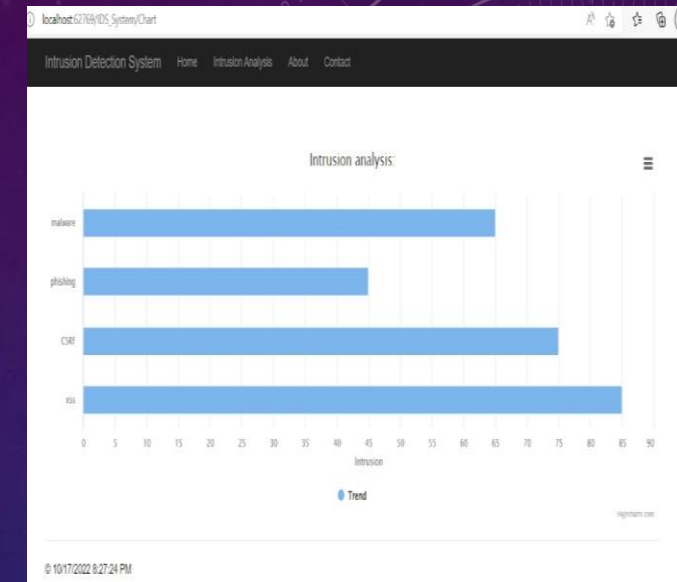 localhost:62769/IDS_System/Chart
Intrusion Detection System Home Intrusion Analysis About Contact
Intrusion analysis:
malware
phishing
CSRF
xss
0 5 10 15 20 25 30 35 40 45 50 55 60 65 70 75 80 85 90
Intrusion
Trend
Highcharts.com
© 10/17/2022 8:27:24 PM